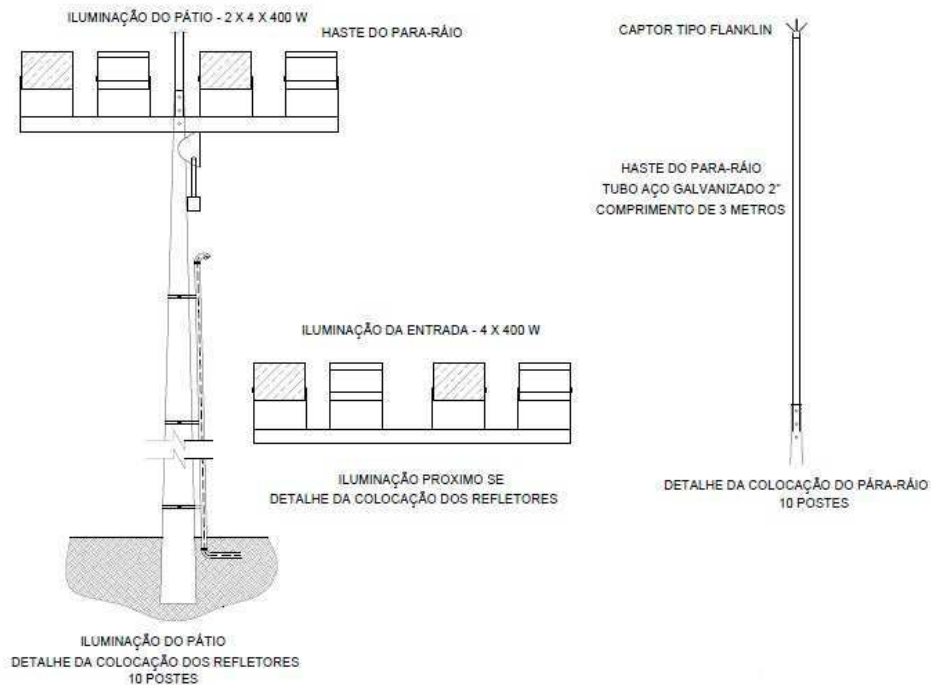 ILUMINAÇÃO DO PÁTIO - 2 X 4 X 400 W
HASTE DO PARA-RÁIO
ILUMINAÇÃO DA ENTRADA - 4 X 400 W
ILUMINAÇÃO PROXIMO SE
DETALHE DA COLOCAÇÃO DOS REFLETORES
ILUMINAÇÃO DO PÁTIO
DETALHE DA COLOCAÇÃO DOS REFLETORES
10 POSTES
CAPTOR TIPO FLANKLIN
HASTE DO PARA-RÁIO
TUBO AÇO GALVANIZADO 2"
COMPRIMENTO DE 3 METROS
DETALHE DA COLOCAÇÃO DO PÁRA-RÁIO
10 POSTES